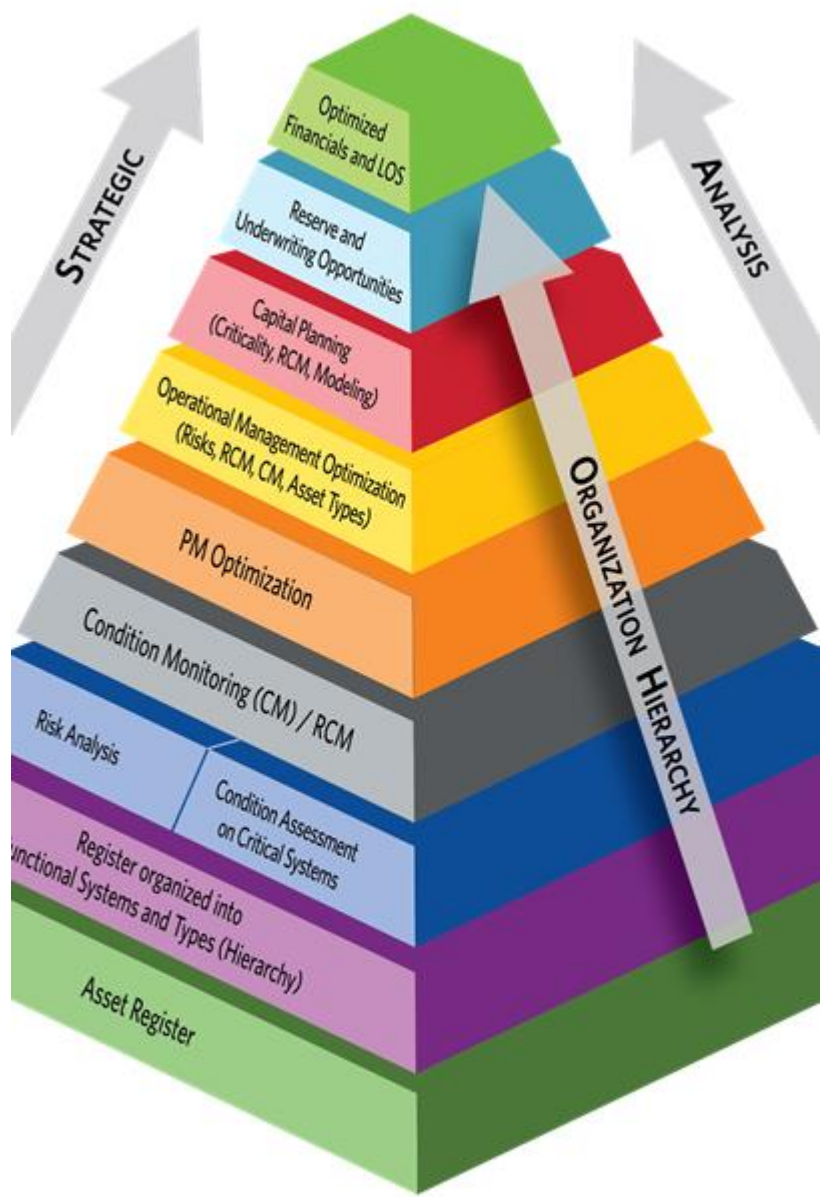 STRATEGIC
ANALYSIS
ORGANIZATION HIERARCHY
Optimized
Financials and LOS
Reserve and
Underwriting Opportunities
Capital Planning
(Criticality, RCM, Modeling)
Operational Management Optimization
(Risks, RCM, CM, Asset Types)
PM Optimization
Condition Monitoring (CM) / RCM
Risk Analysis
Condition Assessment
on Critical Systems
Register organized into
unctional Systems and Types (Hierarchy)
Asset Register